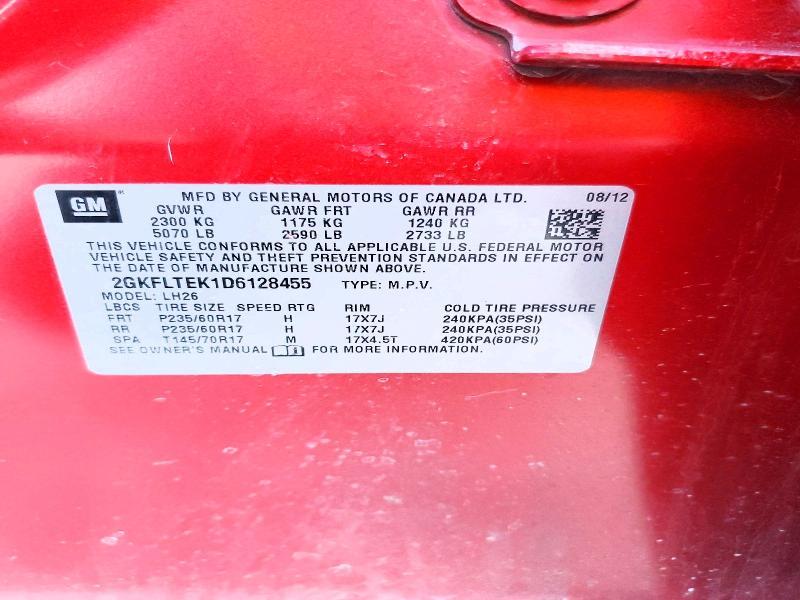 GM ® MFD BY GENERAL MOTORS OF CANADA LTD. 08/12
GVWR GAWR FRT GAWR RR
2300 KG 1175 KG 1240 KG
5070 LB 2590 LB 2733 LB
THIS VEHICLE CONFORMS TO ALL APPLICABLE U.S. FEDERAL MOTOR
VEHICLE SAFETY AND THEFT PREVENTION STANDARDS IN EFFECT ON
THE DATE OF MANUFACTURE SHOWN ABOVE.
2GKFLTEK1D6128455 TYPE: M.P.V.
MODEL: LH26
LBCS TIRE SIZE SPEED RTG RIM COLD TIRE PRESSURE
FRT P235/60R17 H 17X7J 240KPA(35PSI)
RR P235/60R17 H 17X7J 240KPA(35PSI)
SPA T145/70R17 M 17X4.5T 420KPA(60PSI)
SEE OWNER'S MANUAL FOR MORE INFORMATION.